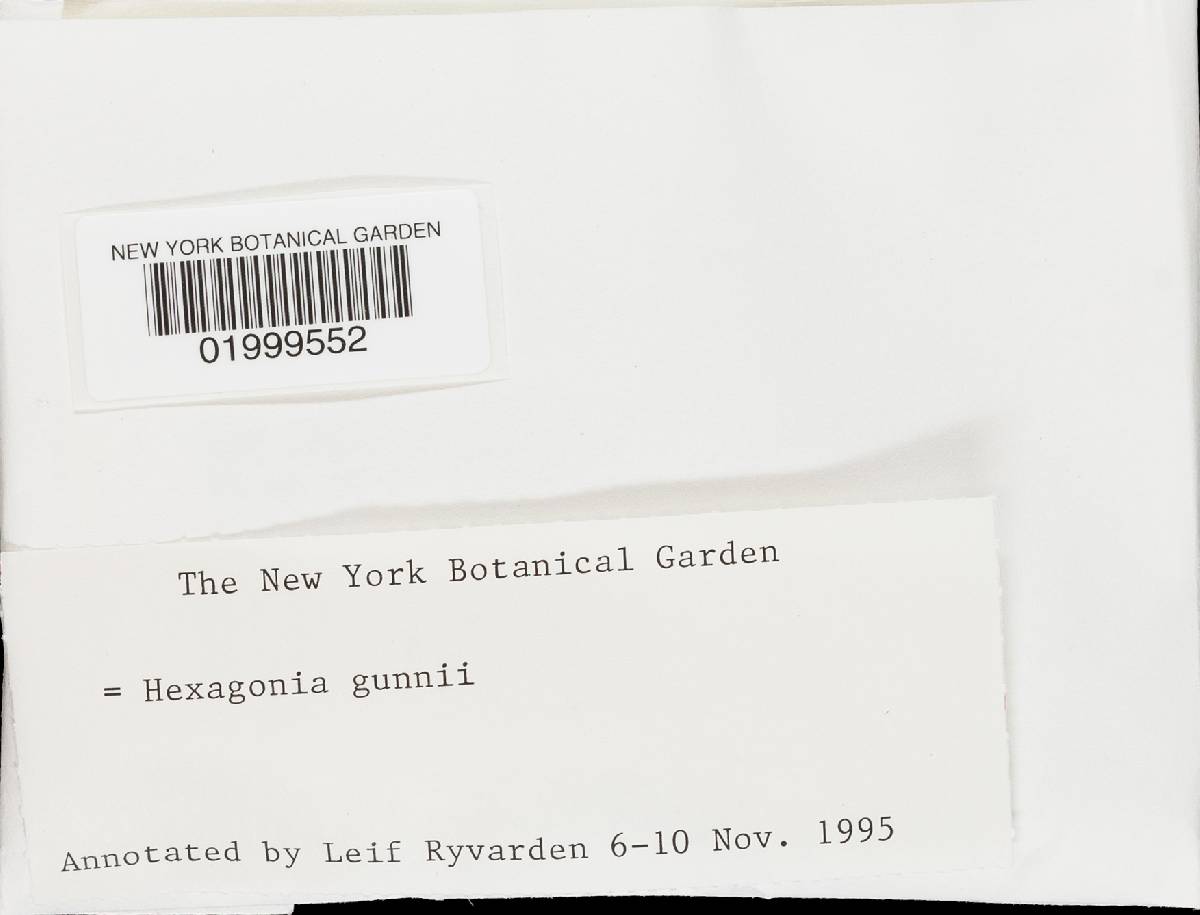 NEW YORK BOTANICAL GARDEN
01999552
The New York Botanical Garden
= Hexagonia gunnii
Annotated by Leif Ryvarden 6-10 Nov. 1995